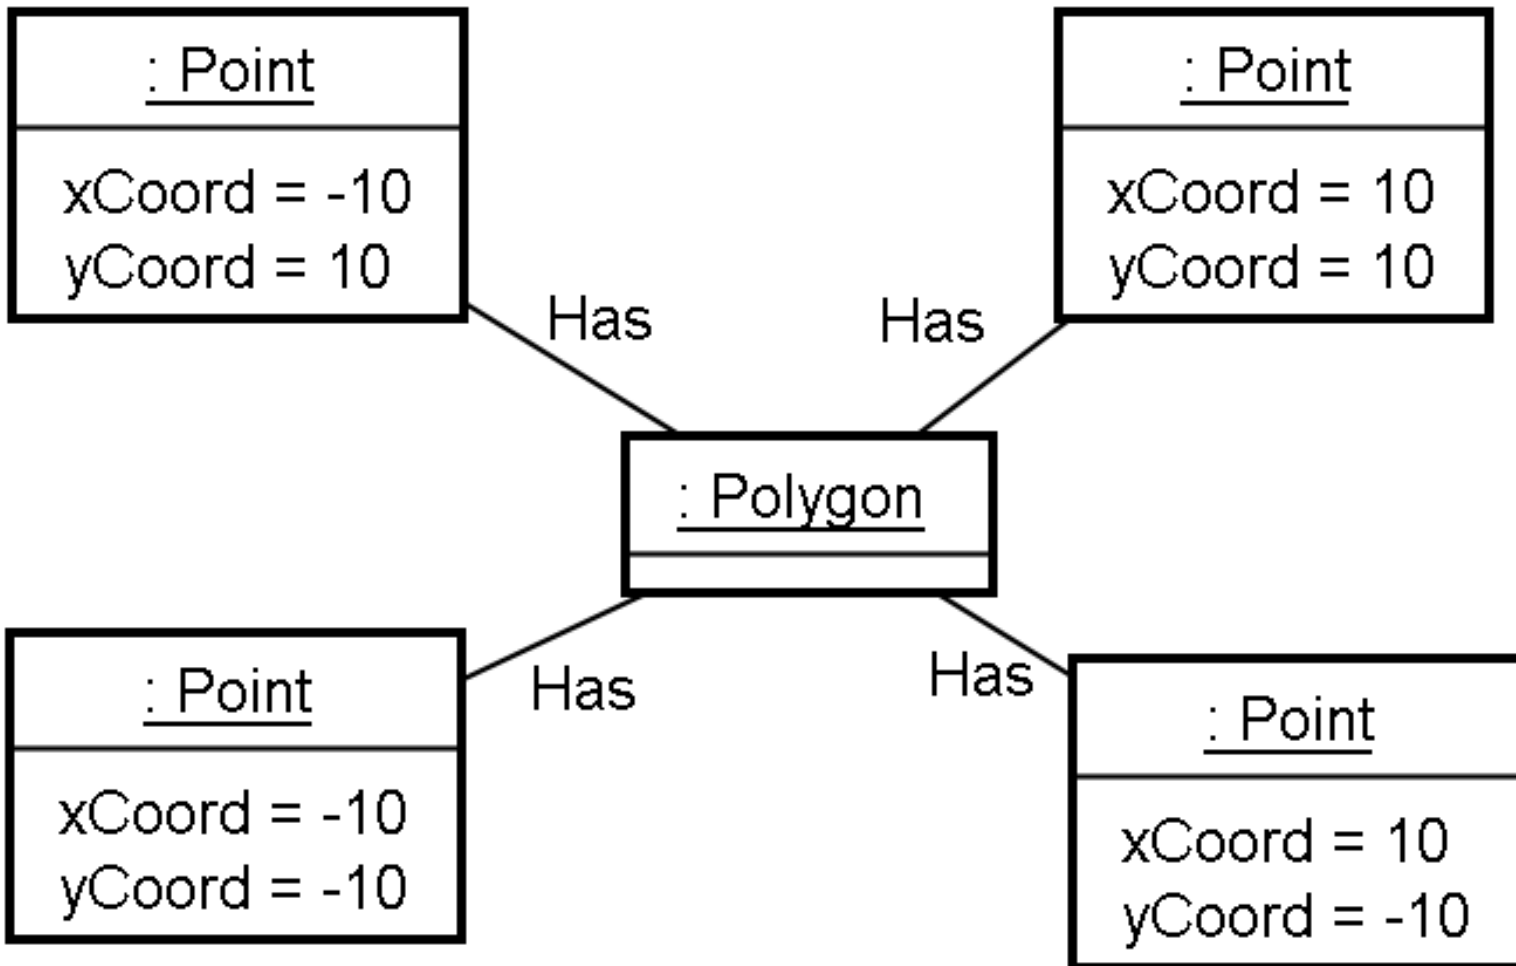 : Point
xCoord = -10
yCoord = 10
: Point
xCoord = 10
yCoord = 10
Has
Has
: Polygon
Has
Has
: Point
xCoord = -10
yCoord = -10
: Point
xCoord = 10
yCoord = -10